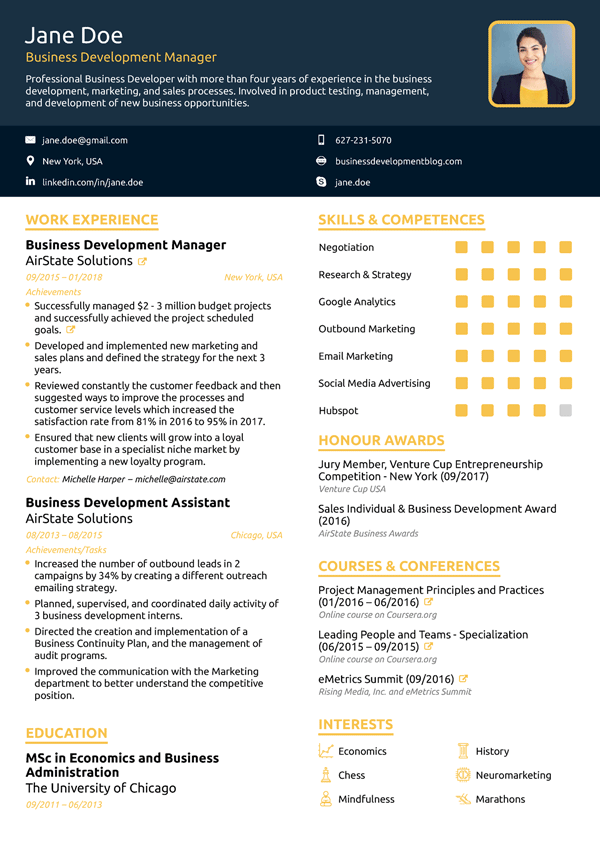 Jane Doe
Business Development Manager
Professional Business Developer with more than four years of experience in the business
development, marketing, and sales processes. Involved in product testing, management,
and development of new business opportunities.
jane.doe@gmail.com
New York, USA
linkedin.com/in/jane.doe
627-231-5070
businessdevelopmentblog.com
jane.doe
WORK EXPERIENCE
Business Development Manager
AirState Solutions
09/2015 – 01/2018 New York, USA
Achievements
Successfully managed $2 - 3 million budget projects
and successfully achieved the project scheduled
goals.
Developed and implemented new marketing and
sales plans and defined the strategy for the next 3
years.
Reviewed constantly the customer feedback and then
suggested ways to improve the processes and
customer service levels which increased the
satisfaction rate from 81% in 2016 to 95% in 2017.
Ensured that new clients will grow into a loyal
customer base in a specialist niche market by
implementing a new loyalty program.
Contact: Michelle Harper – michelle@airstate.com
Business Development Assistant
AirState Solutions
08/2013 – 08/2015 Chicago, USA
Achievements/Tasks
Increased the number of outbound leads in 2
campaigns by 34% by creating a different outreach
emailing strategy.
Planned, supervised, and coordinated daily activity of
3 business development interns.
Directed the creation and implementation of a
Business Continuity Plan, and the management of
audit programs.
Improved the communication with the Marketing
department to better understand the competitive
position.
EDUCATION
MSc in Economics and Business
Administration
The University of Chicago
09/2011 – 06/2013
SKILLS & COMPETENCES
Negotiation
Research & Strategy
Google Analytics
Outbound Marketing
Email Marketing
Social Media Advertising
Hubspot
HONOUR AWARDS
Jury Member, Venture Cup Entrepreneurship
Competition - New York (09/2017)
Venture Cup USA
Sales Individual & Business Development Award
(2016)
AirState Business Awards
COURSES & CONFERENCES
Project Management Principles and Practices
(01/2016 – 06/2016)
Online course on Coursera.org
Leading People and Teams - Specialization
(06/2015 – 09/2015)
Online course on Coursera.org
eMetrics Summit (09/2016)
Rising Media, Inc. and eMetrics Summit
INTERESTS
Economics
History
Chess
Neuromarketing
Mindfulness
Marathons